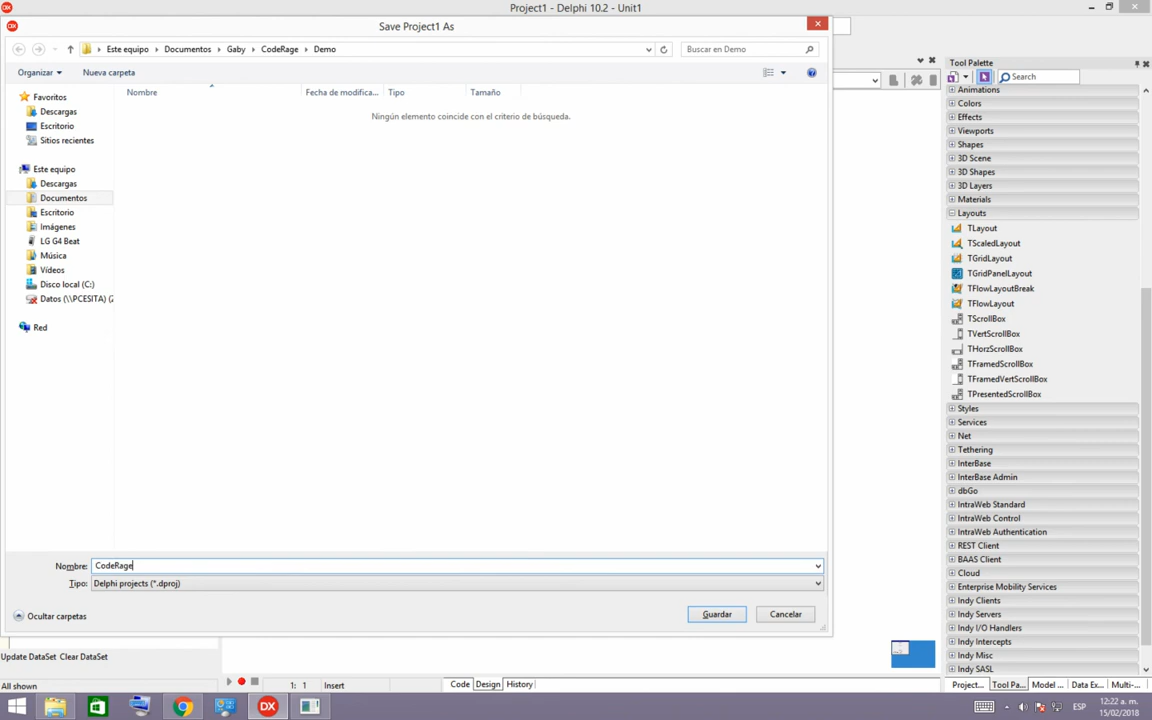 Project1 - Delphi 10.2 - Unit1
Save Project1 As
Este equipo
Documentos
Gaby
CodeRage
Demo
Buscar en Demo
Organizar
Nueva carpeta
Nombre
Fecha de modifica...
Tipo
Tamaño
Ningún elemento coincide con el criterio de búsqueda.
Favoritos
Descargas
Escritorio
Sitios recientes
Este equipo
Descargas
Documentos
Escritorio
Imágenes
LG G4 Beat
Música
Vídeos
Disco local (C:)
Datos (\\PCESITA) (2
Red
Nombre:
CodeRage
Tipo:
Delphi projects (*.dproj)
Ocultar carpetas
Guardar
Cancelar
Tool Palette
Search
Animations
Colors
Effects
Viewports
Shapes
3D Scene
3D Shapes
3D Layers
Materials
Layouts
TLayout
TScaledLayout
TGridLayout
TGridPanelLayout
TFlowLayoutBreak
TFlowLayout
TScrollBox
TVertScrollBox
THorzScrollBox
TFramedScrollBox
TFramedVertScrollBox
TPresentedScrollBox
Styles
Services
Net
Tethering
InterBase
InterBase Admin
dbGo
IntraWeb Standard
IntraWeb Control
IntraWeb Authentication
REST Client
BAAS Client
Cloud
Enterprise Mobility Services
Indy Clients
Indy Servers
Indy I/O Handlers
Indy Intercepts
Indy Misc
Indy SASL
Update DataSet Clear DataSet
All shown
1: 1
Insert
Code
Design
History
Project...
Tool Pa...
Model ...
Data Ex...
Multi-...
DX
ESP
12:22 a. m.
15/02/2018